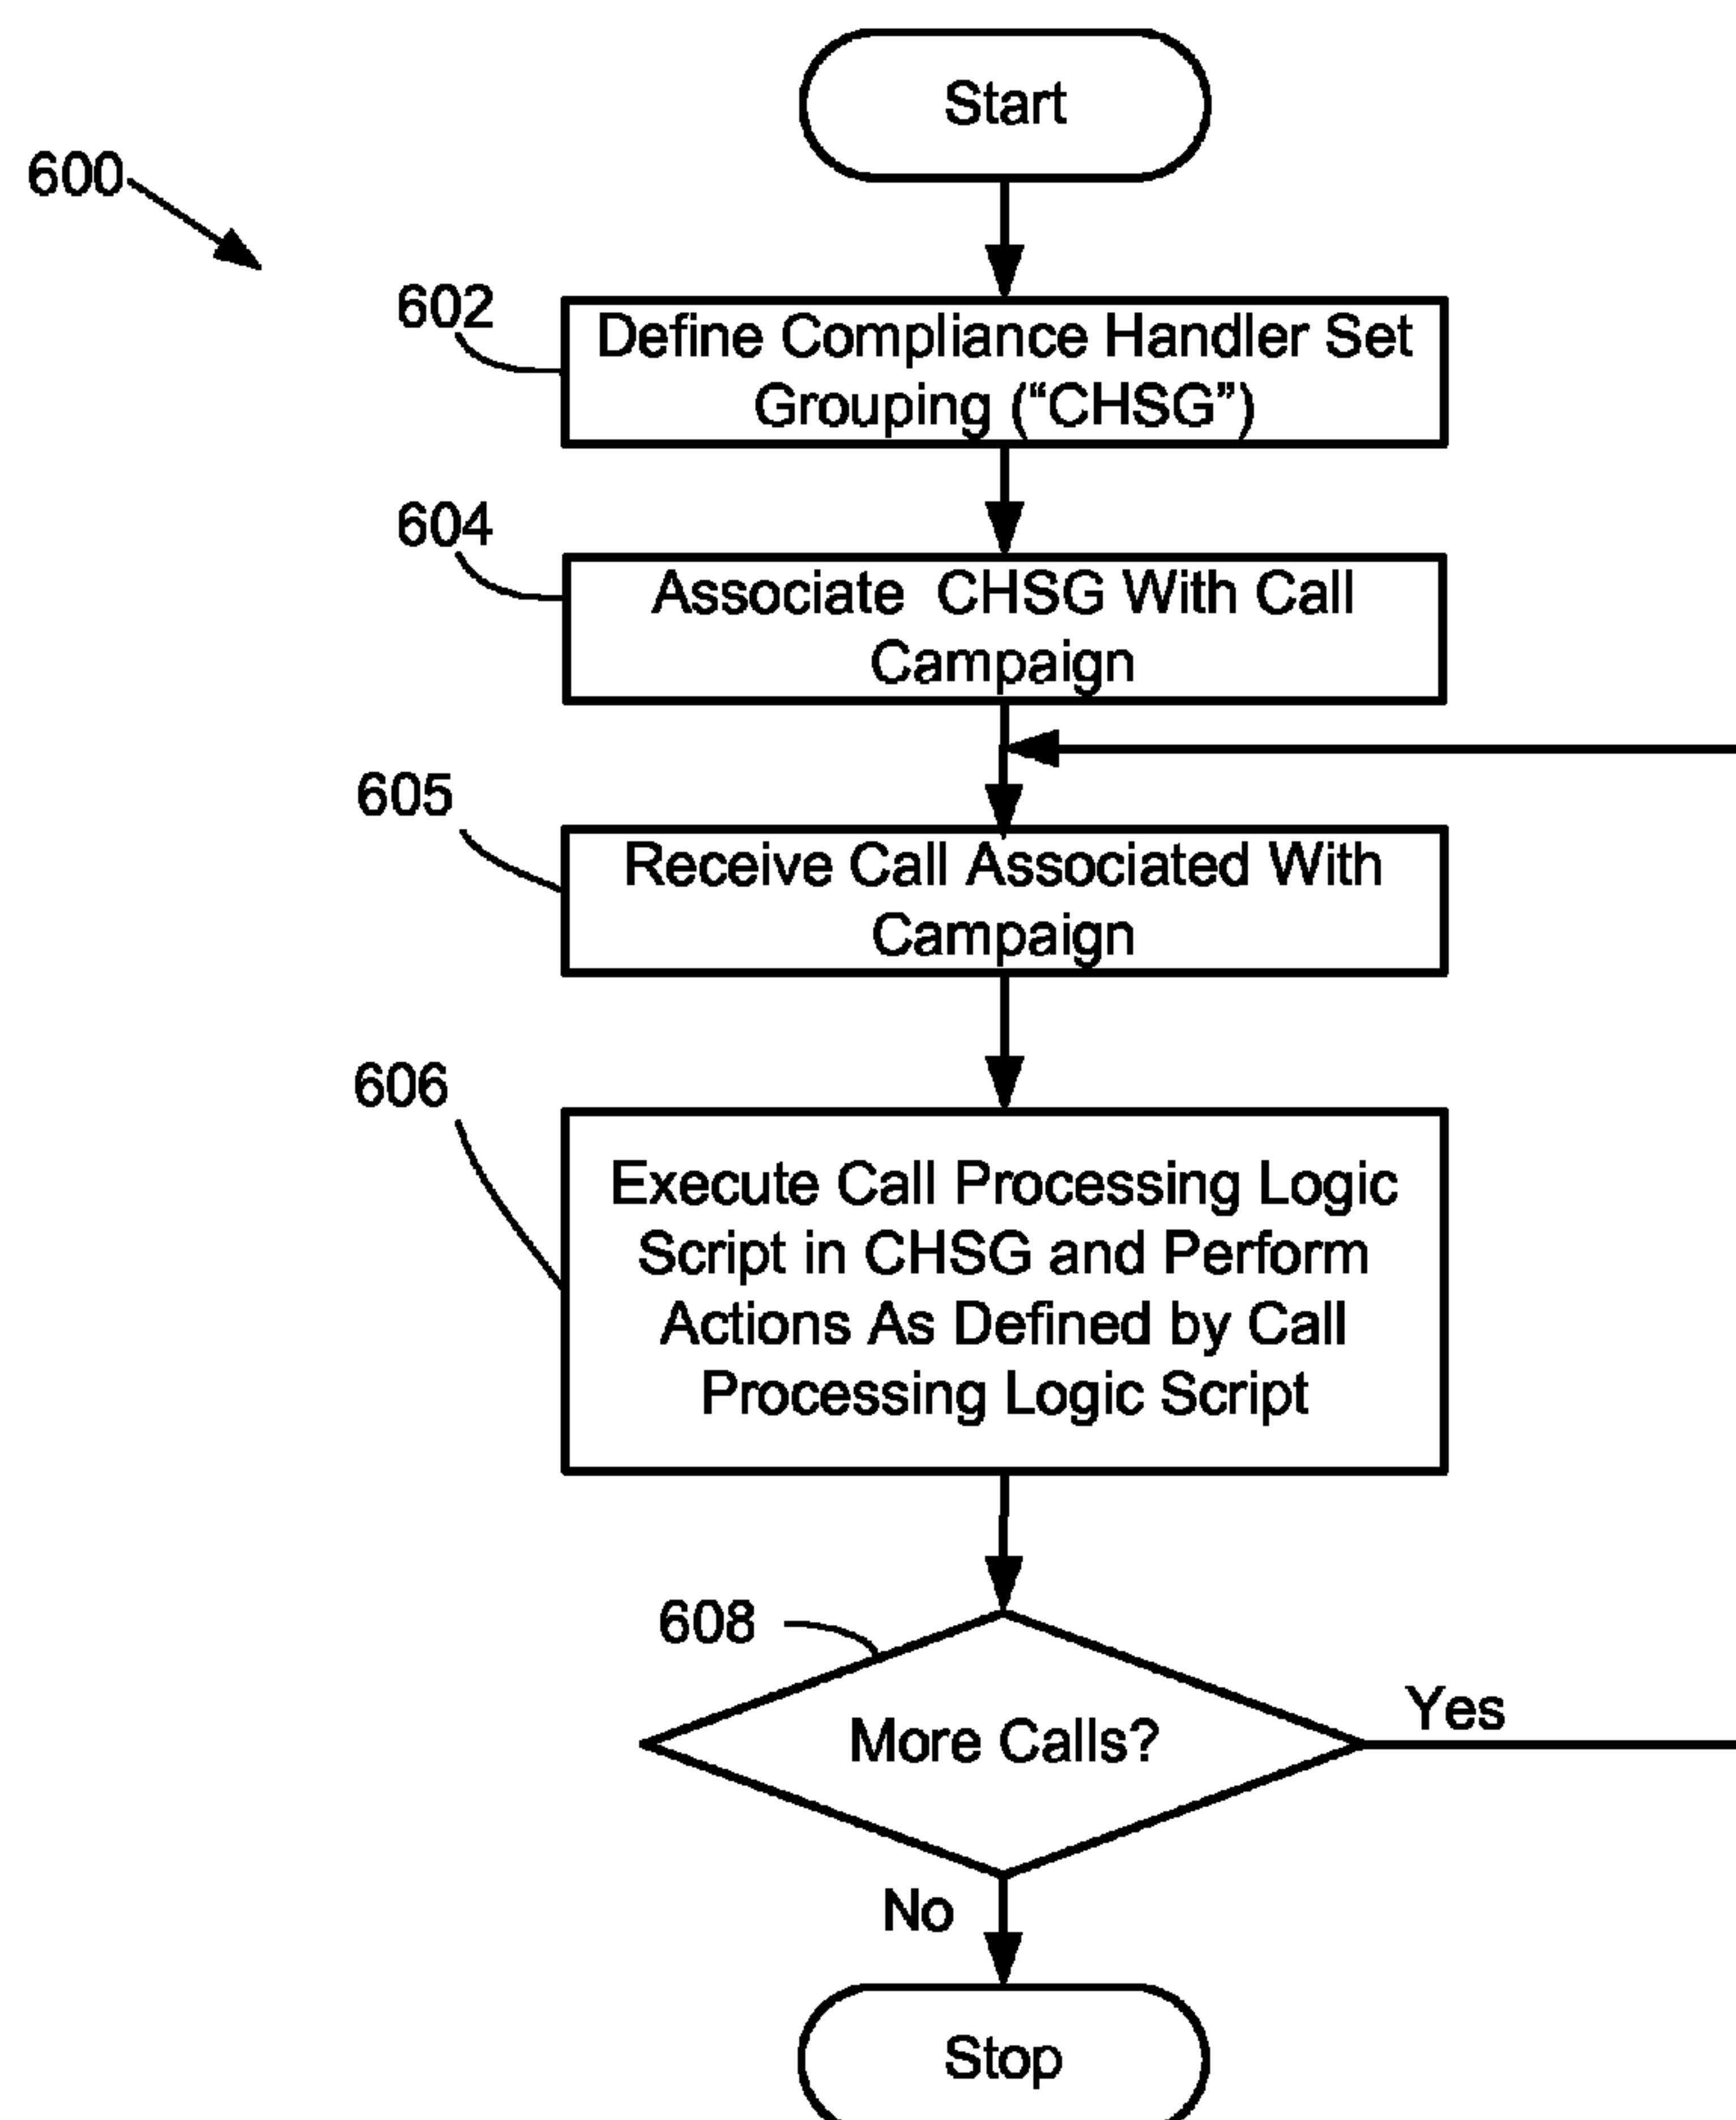 Start
600
602
Define Compliance Handler Set
Grouping (“CHSG”)
604
Associate CHSG With Call
Campaign
605
Receive Call Associated With
Campaign
606
Execute Call Processing Logic
Script in CHSG and Perform
Actions As Defined by Call
Processing Logic Script
608
More Calls?
Yes
No
Stop